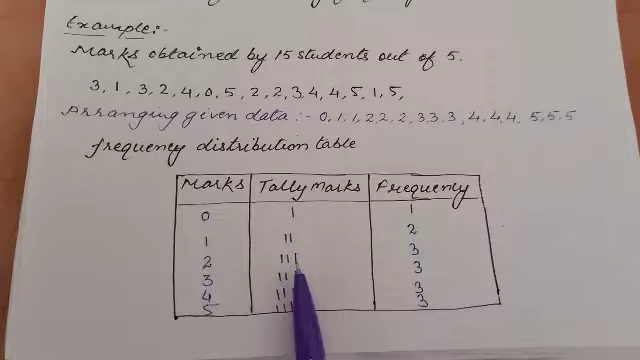 Example:-
Marks obtained by 15 students out of 5.
3, 1, 3, 2, 4, 0, 5, 2, 2, 3, 4, 4, 5, 1, 5,
Arranging given data :- 0, 1, 1, 2, 2, 2, 3, 3, 3, 4, 4, 4, 5, 5, 5
frequency distribution table
Marks Tally marks Frequency
0 | 1
1 || 2
2 ||| 3
3 || 3
4 || 3
5 ||| 3